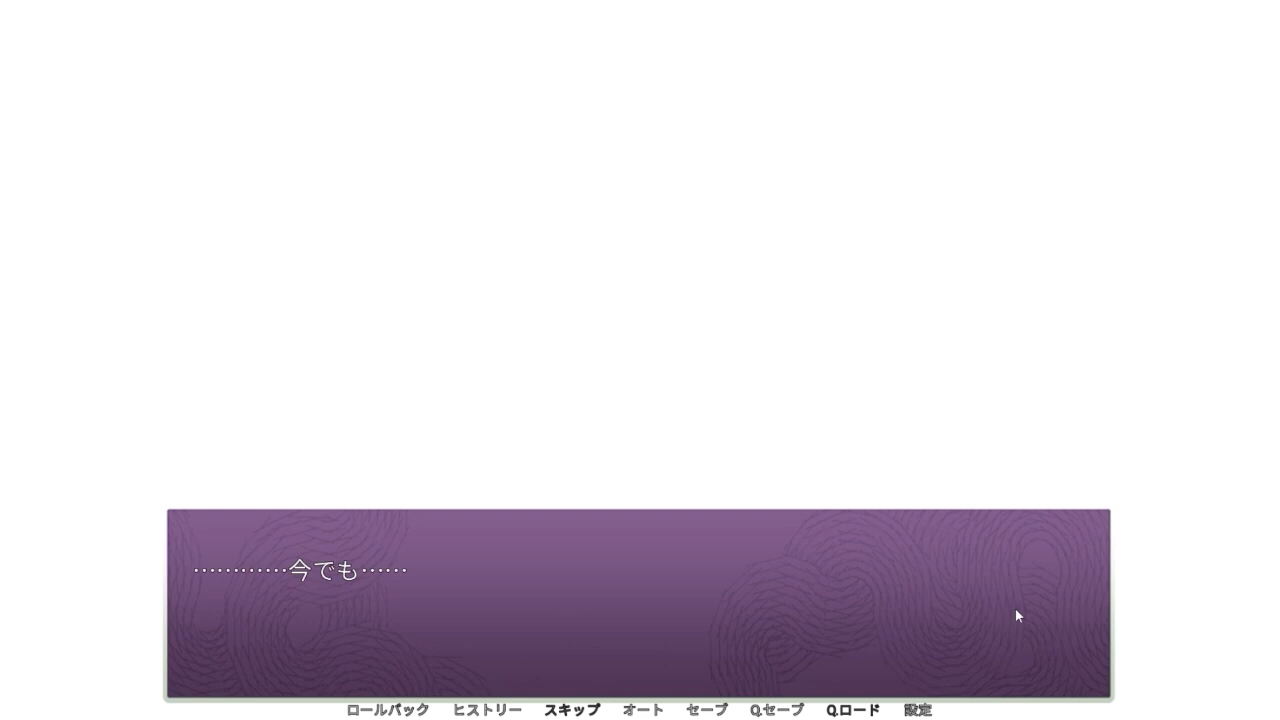 …………今でも……
ロールバック ヒストリー スキップ オート セーブ Q.セーブ Q.ロード 設定